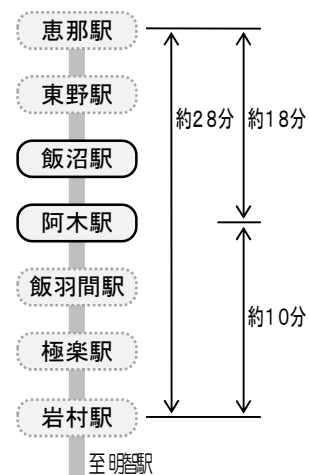 恵那駅
東野駅
約28分 約18分
飯沼駅
阿木駅
飯羽間駅
約10分
極楽駅
岩村駅
至明智駅